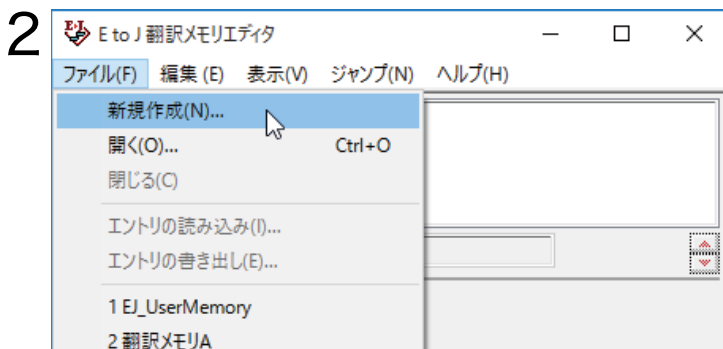 2
E to J 翻訳メモリエディタ
ファイル(F) 編集 (E) 表示(V) ジャンプ(N) ヘルプ(H)
新規作成(N)...
開く(O)... Ctrl+O
閉じる(C)
エントリの読み込み(I)...
エントリの書き出し(E)...
1 EJ_UserMemory
2 翻訳メモリA